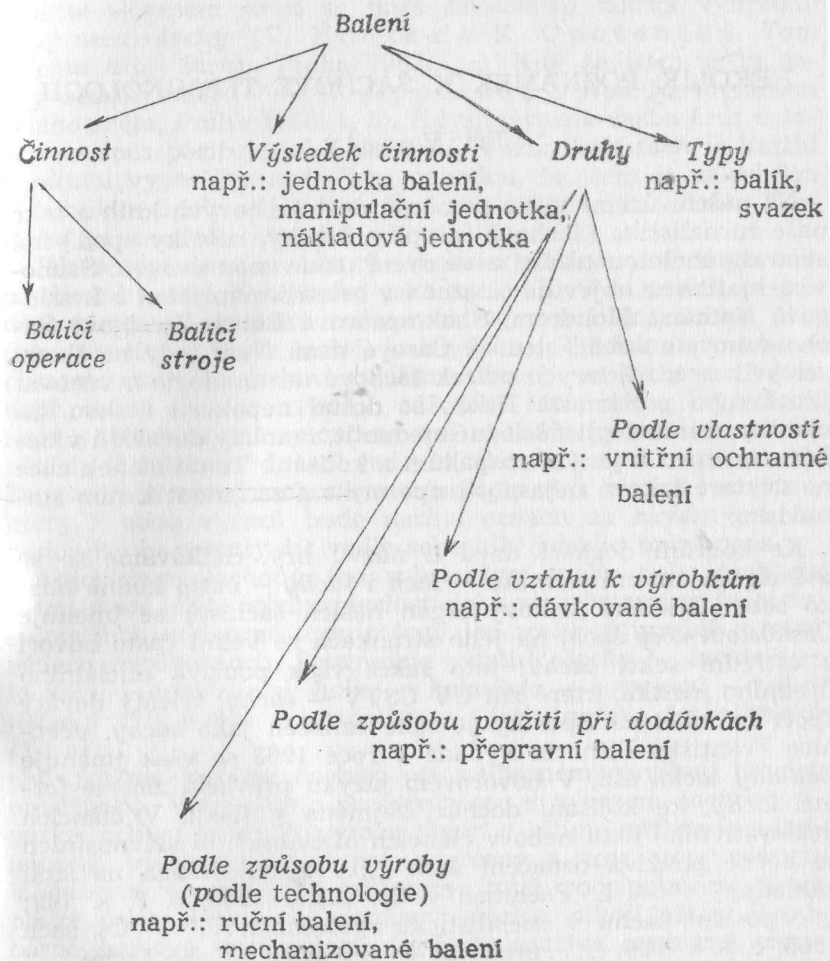 Balení
Činnost
Výsledek činnosti
např.: jednotka balení,
manipulační jednotka,
nákladová jednotka
Druhy
Typy
např.: balík,
svazek
Balicí
operace
Balicí
stroje
Podle vlastností
např.: vnitřní ochranné
balení
Podle vztahu k výrobkům
např.: dávkované balení
Podle způsobu použití při dodávkách
např.: přepravní balení
Podle způsobu výroby
(podle technologie)
např.: ruční balení,
mechanizované balení